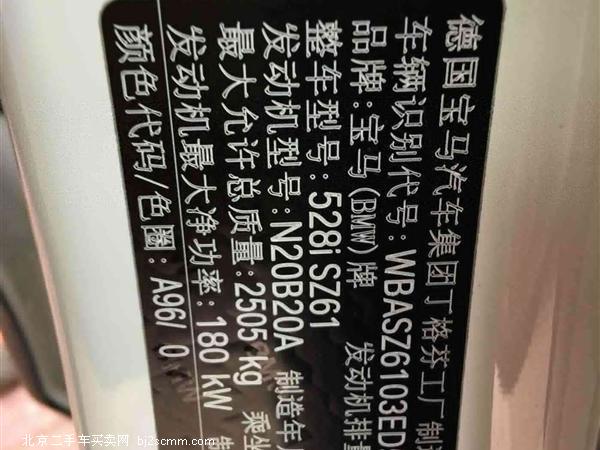 德国宝马汽车集团丁格芬工厂 制造
车辆识别代号：WBASZ6103ED
品牌：宝马(BMW)牌 发动机排量
整车型号：528i SZ61
发动机型号：N20B20A 制造年
最大允许总质量：2505 kg 乘坐
发动机最大净功率：180 kW 制
颜色代码/色圈：A96/ 0
北京二手车买卖网 bj2scmm.com